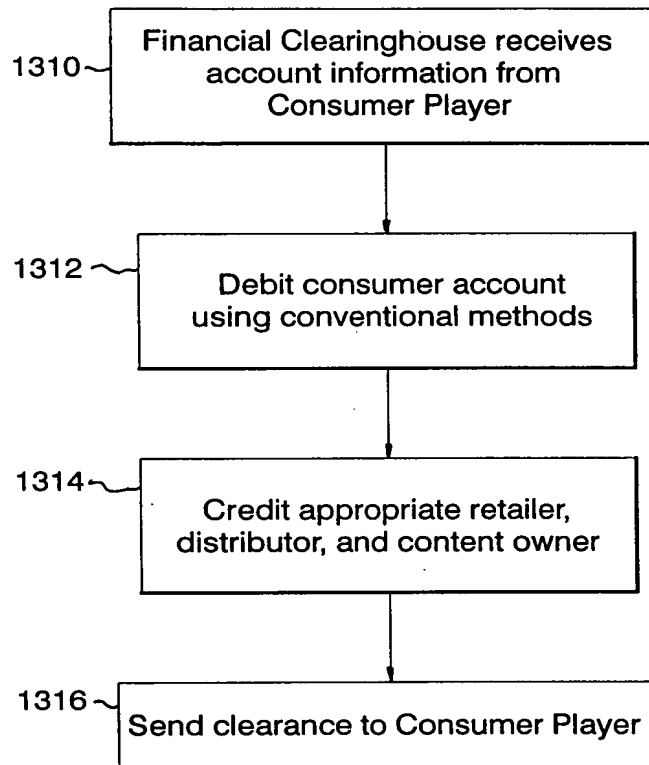 1310
Financial Clearinghouse receives
account information from
Consumer Player
1312
Debit consumer account
using conventional methods
1314
Credit appropriate retailer,
distributor, and content owner
1316
Send clearance to Consumer Player